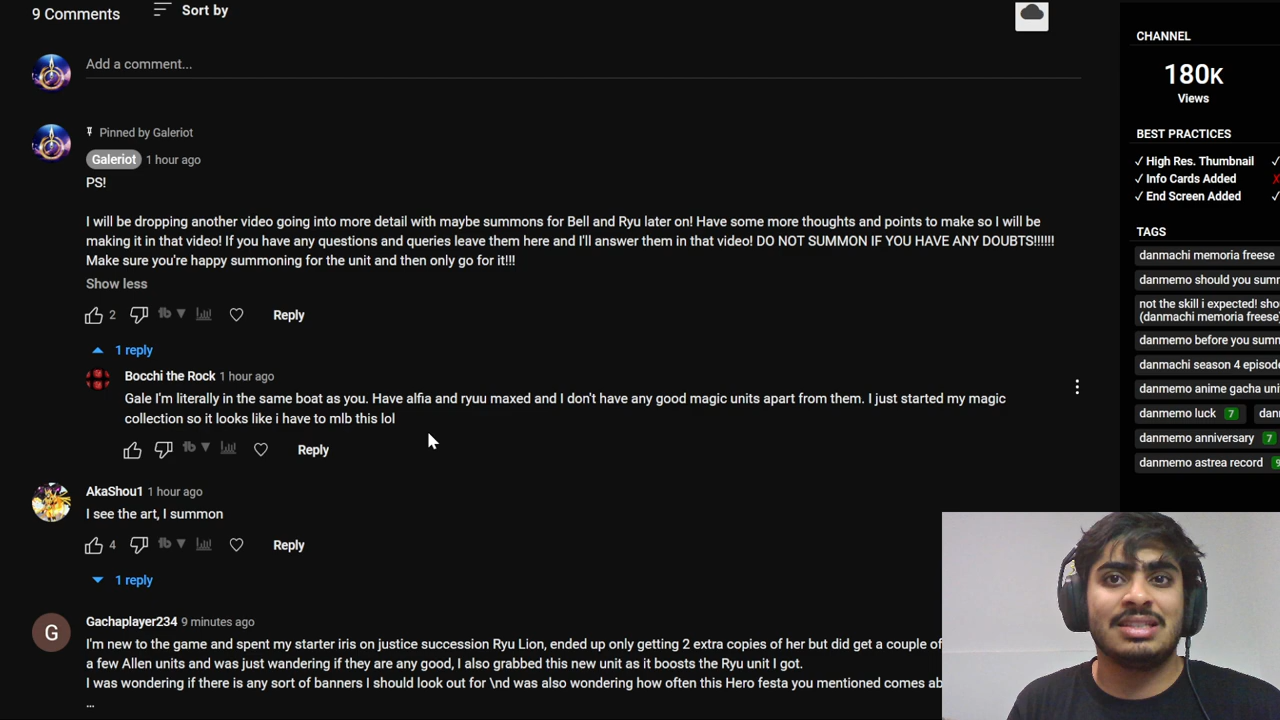 9 Comments
Sort by
Add a comment...
Pinned by Galeriot
Galeriot 1 hour ago
PS!
I will be dropping another video going into more detail with maybe summons for Bell and Ryu later on! Have some more thoughts and points to make so I will be
making it in that video! If you have any questions and queries leave them here and I'll answer them in that video! DO NOT SUMMON IF YOU HAVE ANY DOUBTS!!!!!!
Make sure you're happy summoning for the unit and then only go for it!!!
Show less
2
Reply
1 reply
Bocchi the Rock 1 hour ago
Gale I'm literally in the same boat as you. Have alfia and ryuu maxed and I don't have any good magic units apart from them. I just started my magic
collection so it looks like i have to mlb this lol
Reply
AkaShou1 1 hour ago
I see the art, I summon
4
Reply
1 reply
G
Gachaplayer234 9 minutes ago
I'm new to the game and spent my starter iris on justice succession Ryu Lion, ended up only getting 2 extra copies of her but did get a couple of
a few Allen units and was just wandering if they are any good, I also grabbed this new unit as it boosts the Ryu unit I got.
I was wondering if there is any sort of banners I should look out for \nd was also wondering how often this Hero festa you mentioned comes ab
...
CHANNEL
180K
Views
BEST PRACTICES
✓ High Res. Thumbnail ✓
✓ Info Cards Added X
✓ End Screen Added ✓
TAGS
danmachi memoria freese
danmemo should you sum
not the skill i expected! sho
(danmachi memoria freese)
danmemo before you sum
danmachi season 4 episode
danmemo anime gacha uni
danmemo luck 7 dan
danmemo anniversary 7
danmemo astrea record